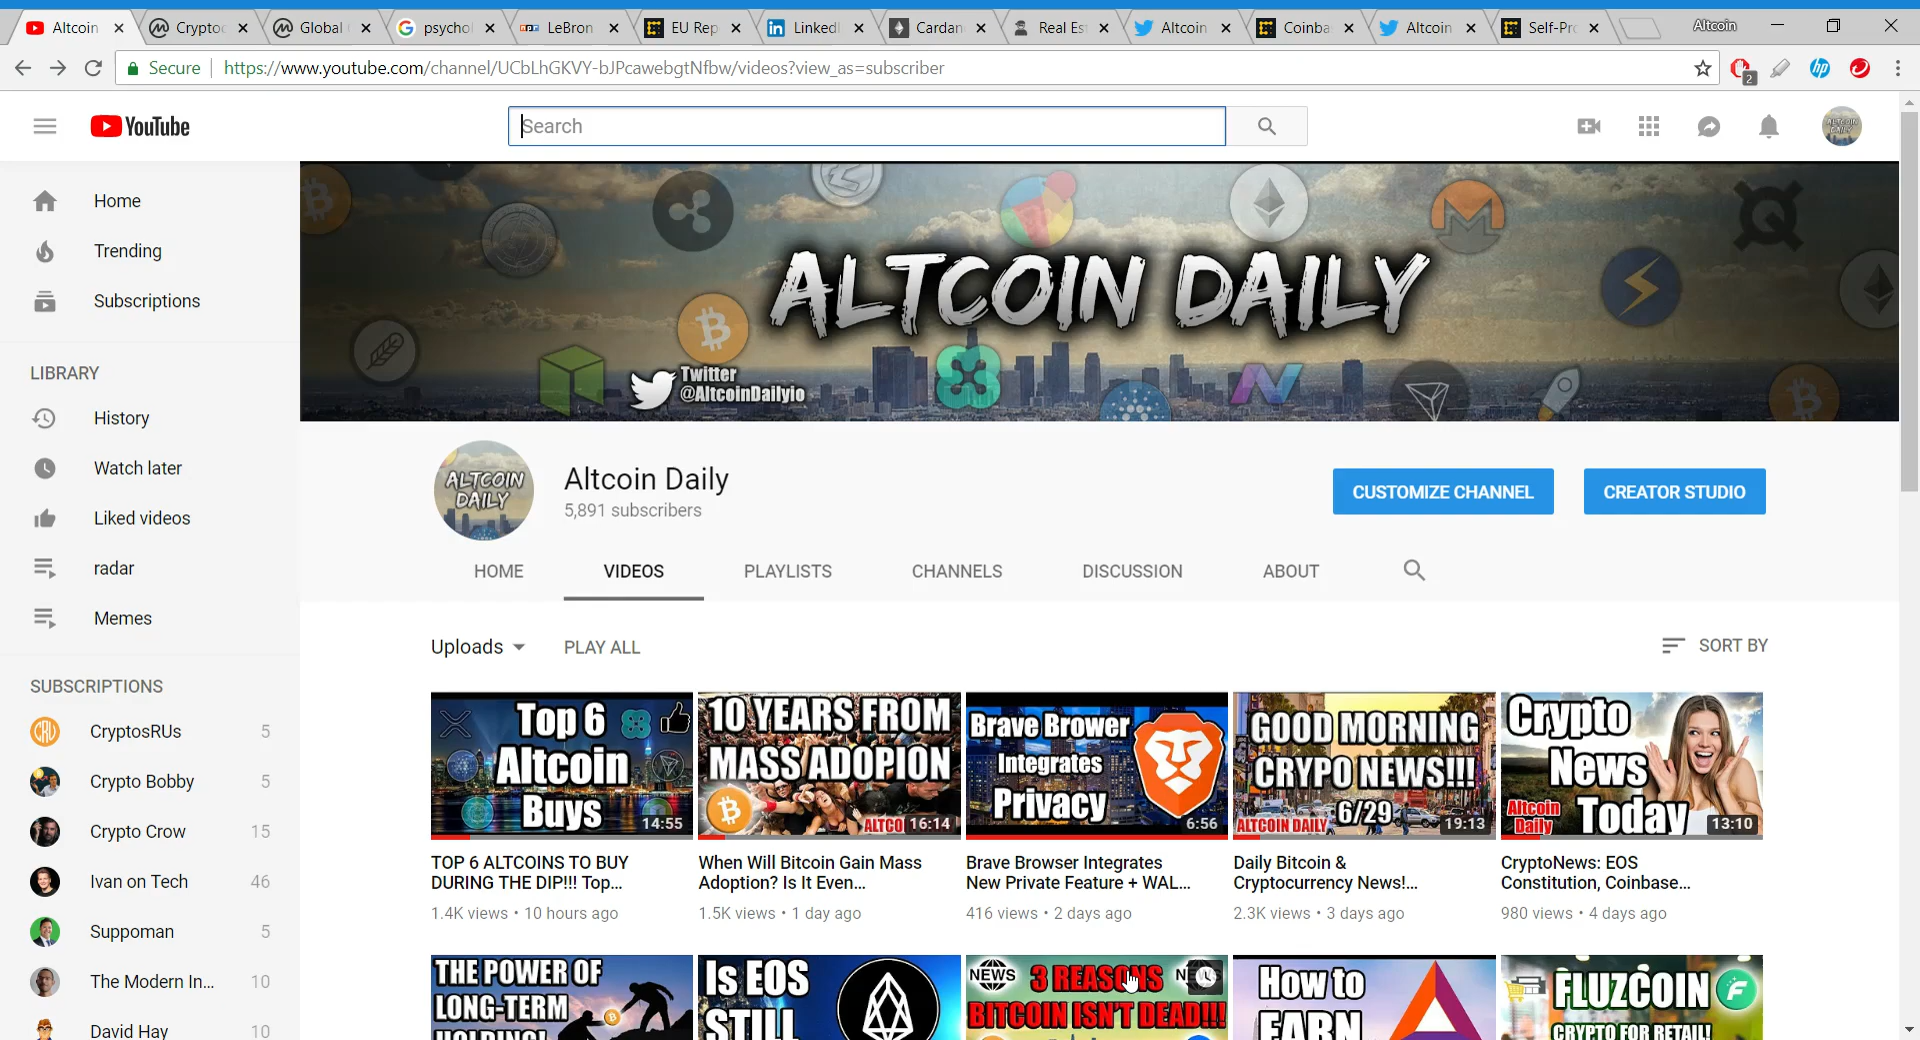 Altcoin
Cryptoc
Global
psychol
LeBron
EU Rep
LinkedI
Cardan
Real Es
Altcoin
Coinba
Altcoin
Self-Pr
Altcoin
Secure
https://www.youtube.com/channel/UCbLhGKVY-bJPcawebgtNfbw/videos?view_as=subscriber
2
hp
YouTube
Search
ALTCOIN DAILY
Home
Trending
Subscriptions
LIBRARY
History
Watch later
Liked videos
radar
Memes
SUBSCRIPTIONS
CryptosRUs 5
Crypto Bobby 5
Crypto Crow 15
Ivan on Tech 46
Suppoman 5
The Modern In... 10
David Hay 10
ALTCOIN DAILY
Twitter
@AltcoinDailyio
ALTCOIN
DAILY
Altcoin Daily
5,891 subscribers
CUSTOMIZE CHANNEL
CREATOR STUDIO
HOME
VIDEOS
PLAYLISTS
CHANNELS
DISCUSSION
ABOUT
Uploads
PLAY ALL
SORT BY
Top 6
Altcoin
Buys
14:55
10 YEARS FROM
MASS ADOPION
ALTCO
16:14
Brave Brower
Integrates
Privacy
6:56
GOOD MORNING
CRYPO NEWS!!!
6/29
ALTCOIN DAILY
19:13
Crypto
News
Today
Altcoin
Daily
13:10
TOP 6 ALTCOINS TO BUY
DURING THE DIP!!! Top...
1.4K views • 10 hours ago
When Will Bitcoin Gain Mass
Adoption? Is It Even...
1.5K views • 1 day ago
Brave Browser Integrates
New Private Feature + WAL...
416 views • 2 days ago
Daily Bitcoin &
Cryptocurrency News!...
2.3K views • 3 days ago
CryptoNews: EOS
Constitution, Coinbase...
980 views • 4 days ago
THE POWER OF
LONG-TERM
HOLDING!
Is EOS
STILL
NEWS
3 REASONS
BITCOIN ISN'T DEAD!!!
How to
EARN
FLUZCOIN
CRYPTO FOR RETAIL!